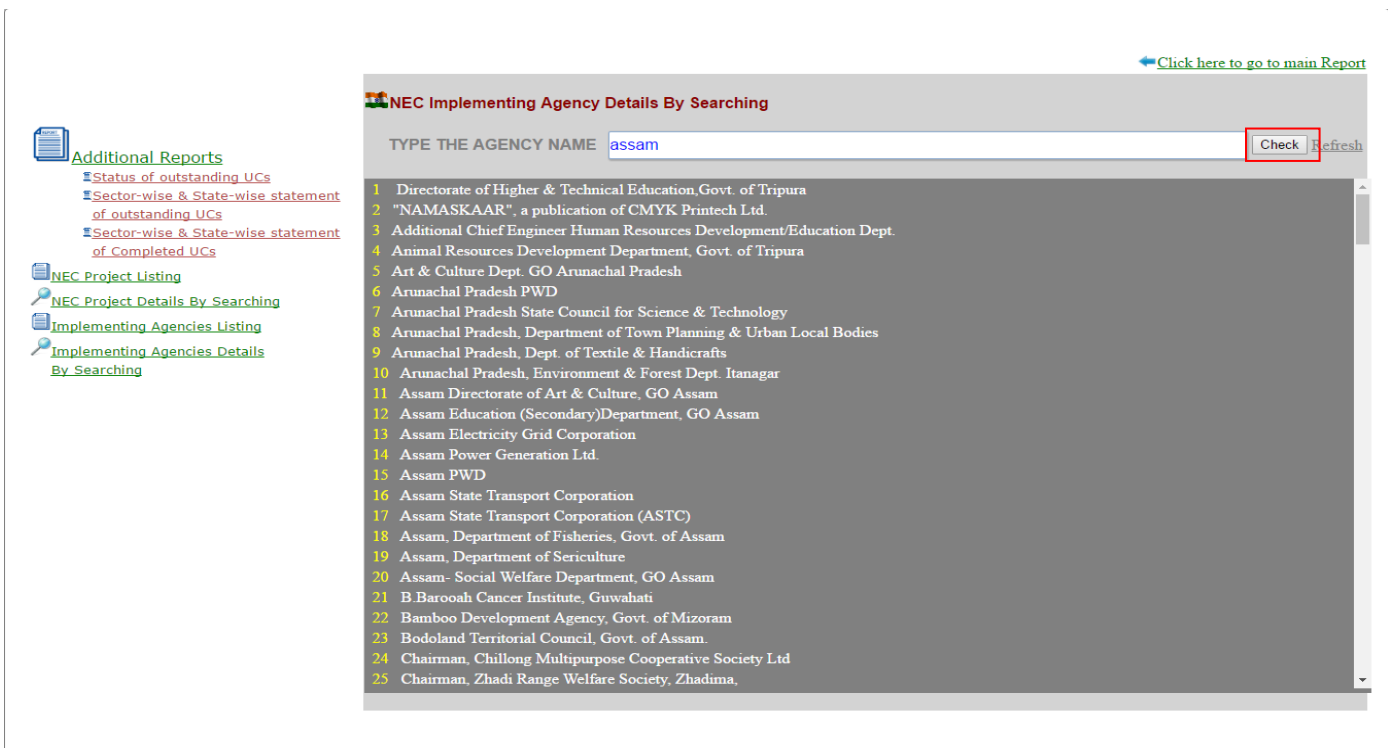 Click here to go to main Report
NEC Implementing Agency Details By Searching
TYPE THE AGENCY NAME assam Check Refresh
Additional Reports
Status of outstanding UCs
Sector-wise & State-wise statement
of outstanding UCs
Sector-wise & State-wise statement
of Completed UCs
NEC Project Listing
NEC Project Details By Searching
Implementing Agencies Listing
Implementing Agencies Details
By Searching
1 Directorate of Higher & Technical Education,Govt. of Tripura
2 "NAMASKAAR", a publication of CMYK Printech Ltd.
3 Additional Chief Engineer Human Resources Development/Education Dept.
4 Animal Resources Development Department, Govt. of Tripura
5 Art & Culture Dept. GO Arunachal Pradesh
6 Arunachal Pradesh PWD
7 Arunachal Pradesh State Council for Science & Technology
8 Arunachal Pradesh, Department of Town Planning & Urban Local Bodies
9 Arunachal Pradesh, Dept. of Textile & Handicrafts
10 Arunachal Pradesh, Environment & Forest Dept. Itanagar
11 Assam Directorate of Art & Culture, GO Assam
12 Assam Education (Secondary)Department, GO Assam
13 Assam Electricity Grid Corporation
14 Assam Power Generation Ltd.
15 Assam PWD
16 Assam State Transport Corporation
17 Assam State Transport Corporation (ASTC)
18 Assam, Department of Fisheries, Govt. of Assam
19 Assam, Department of Sericulture
20 Assam- Social Welfare Department, GO Assam
21 B.Barooah Cancer Institute, Guwahati
22 Bamboo Development Agency, Govt. of Mizoram
23 Bodoland Territorial Council, Govt. of Assam.
24 Chairman, Chillong Multipurpose Cooperative Society Ltd
25 Chairman, Zhadi Range Welfare Society, Zhadima,